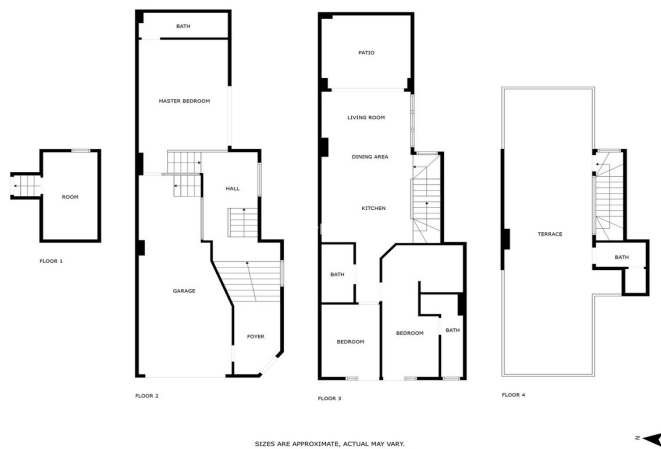 ROOM
FLOOR 1
BATH
MASTER BEDROOM
HALL
GARAGE
FOYER
FLOOR 2
PATIO
LIVING ROOM
DINING AREA
KITCHEN
BATH
BEDROOM
BEDROOM
BATH
FLOOR 3
TERRACE
BATH
FLOOR 4
SIZES ARE APPROXIMATE, ACTUAL MAY VARY.
N